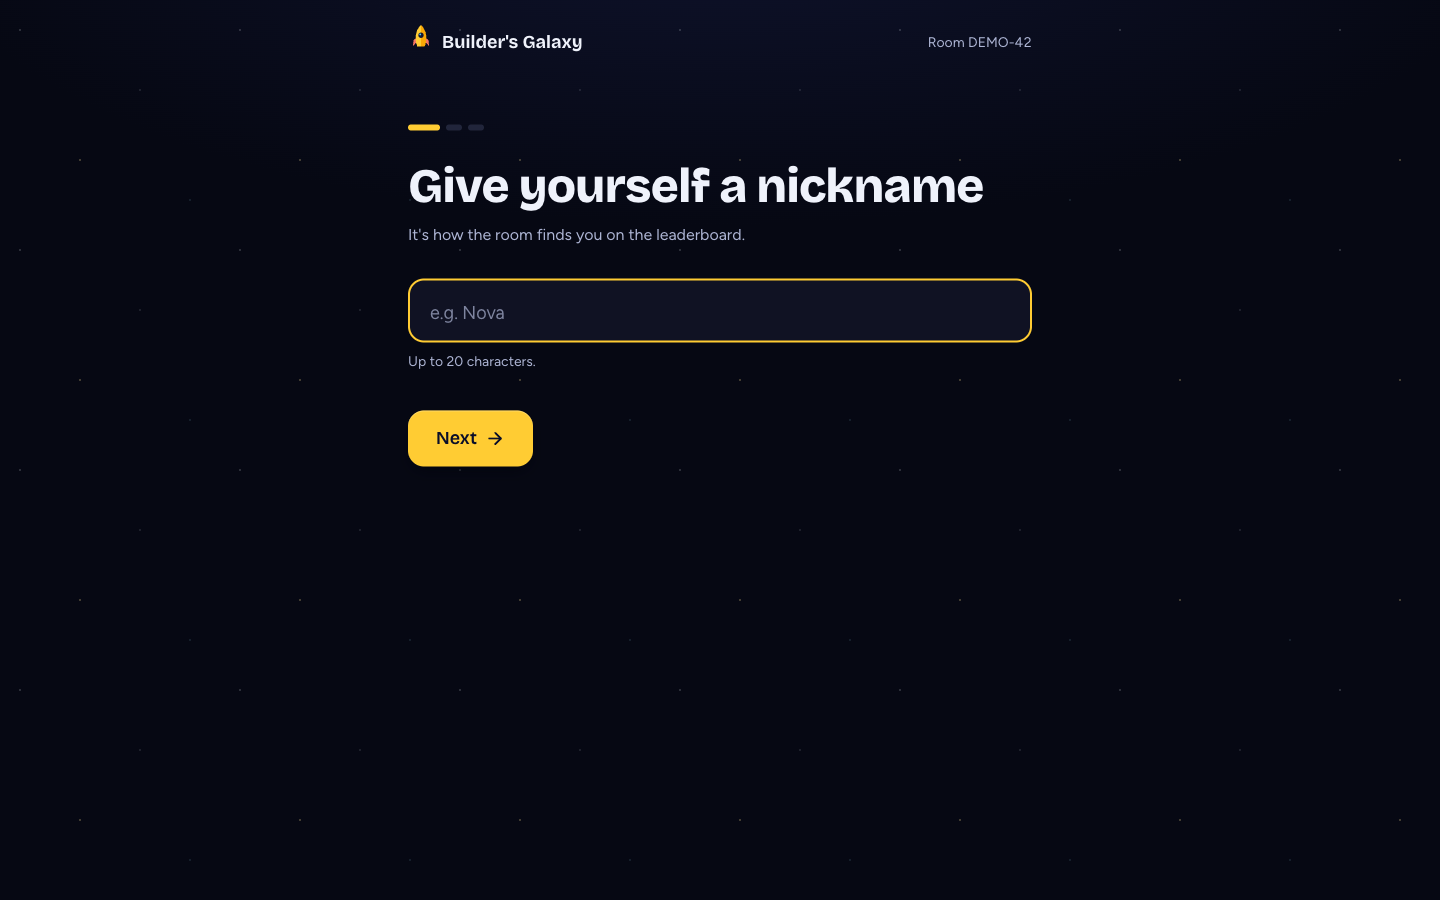 Builder's Galaxy
Room DEMO-42
Give yourself a nickname
It's how the room finds you on the leaderboard.
e.g. Nova
Up to 20 characters.
Next →